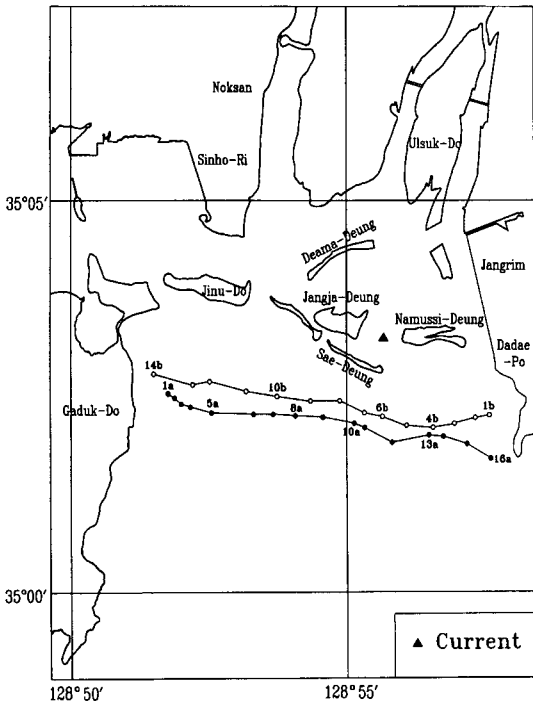 Noksan
Ulsuk-Do
Sinho-Ri
35°05'
Deama-Deung
Jangrim
Jinu-Do
Jangja-Deung
Namussi-Deung
Dadae
-Po
Sae-Deung
14b
1a
10b
Gaduk-Do
5a
8a
6b
4b
1b
10a
13a
16a
35°00'
▲ Current
128°50'
128°55'